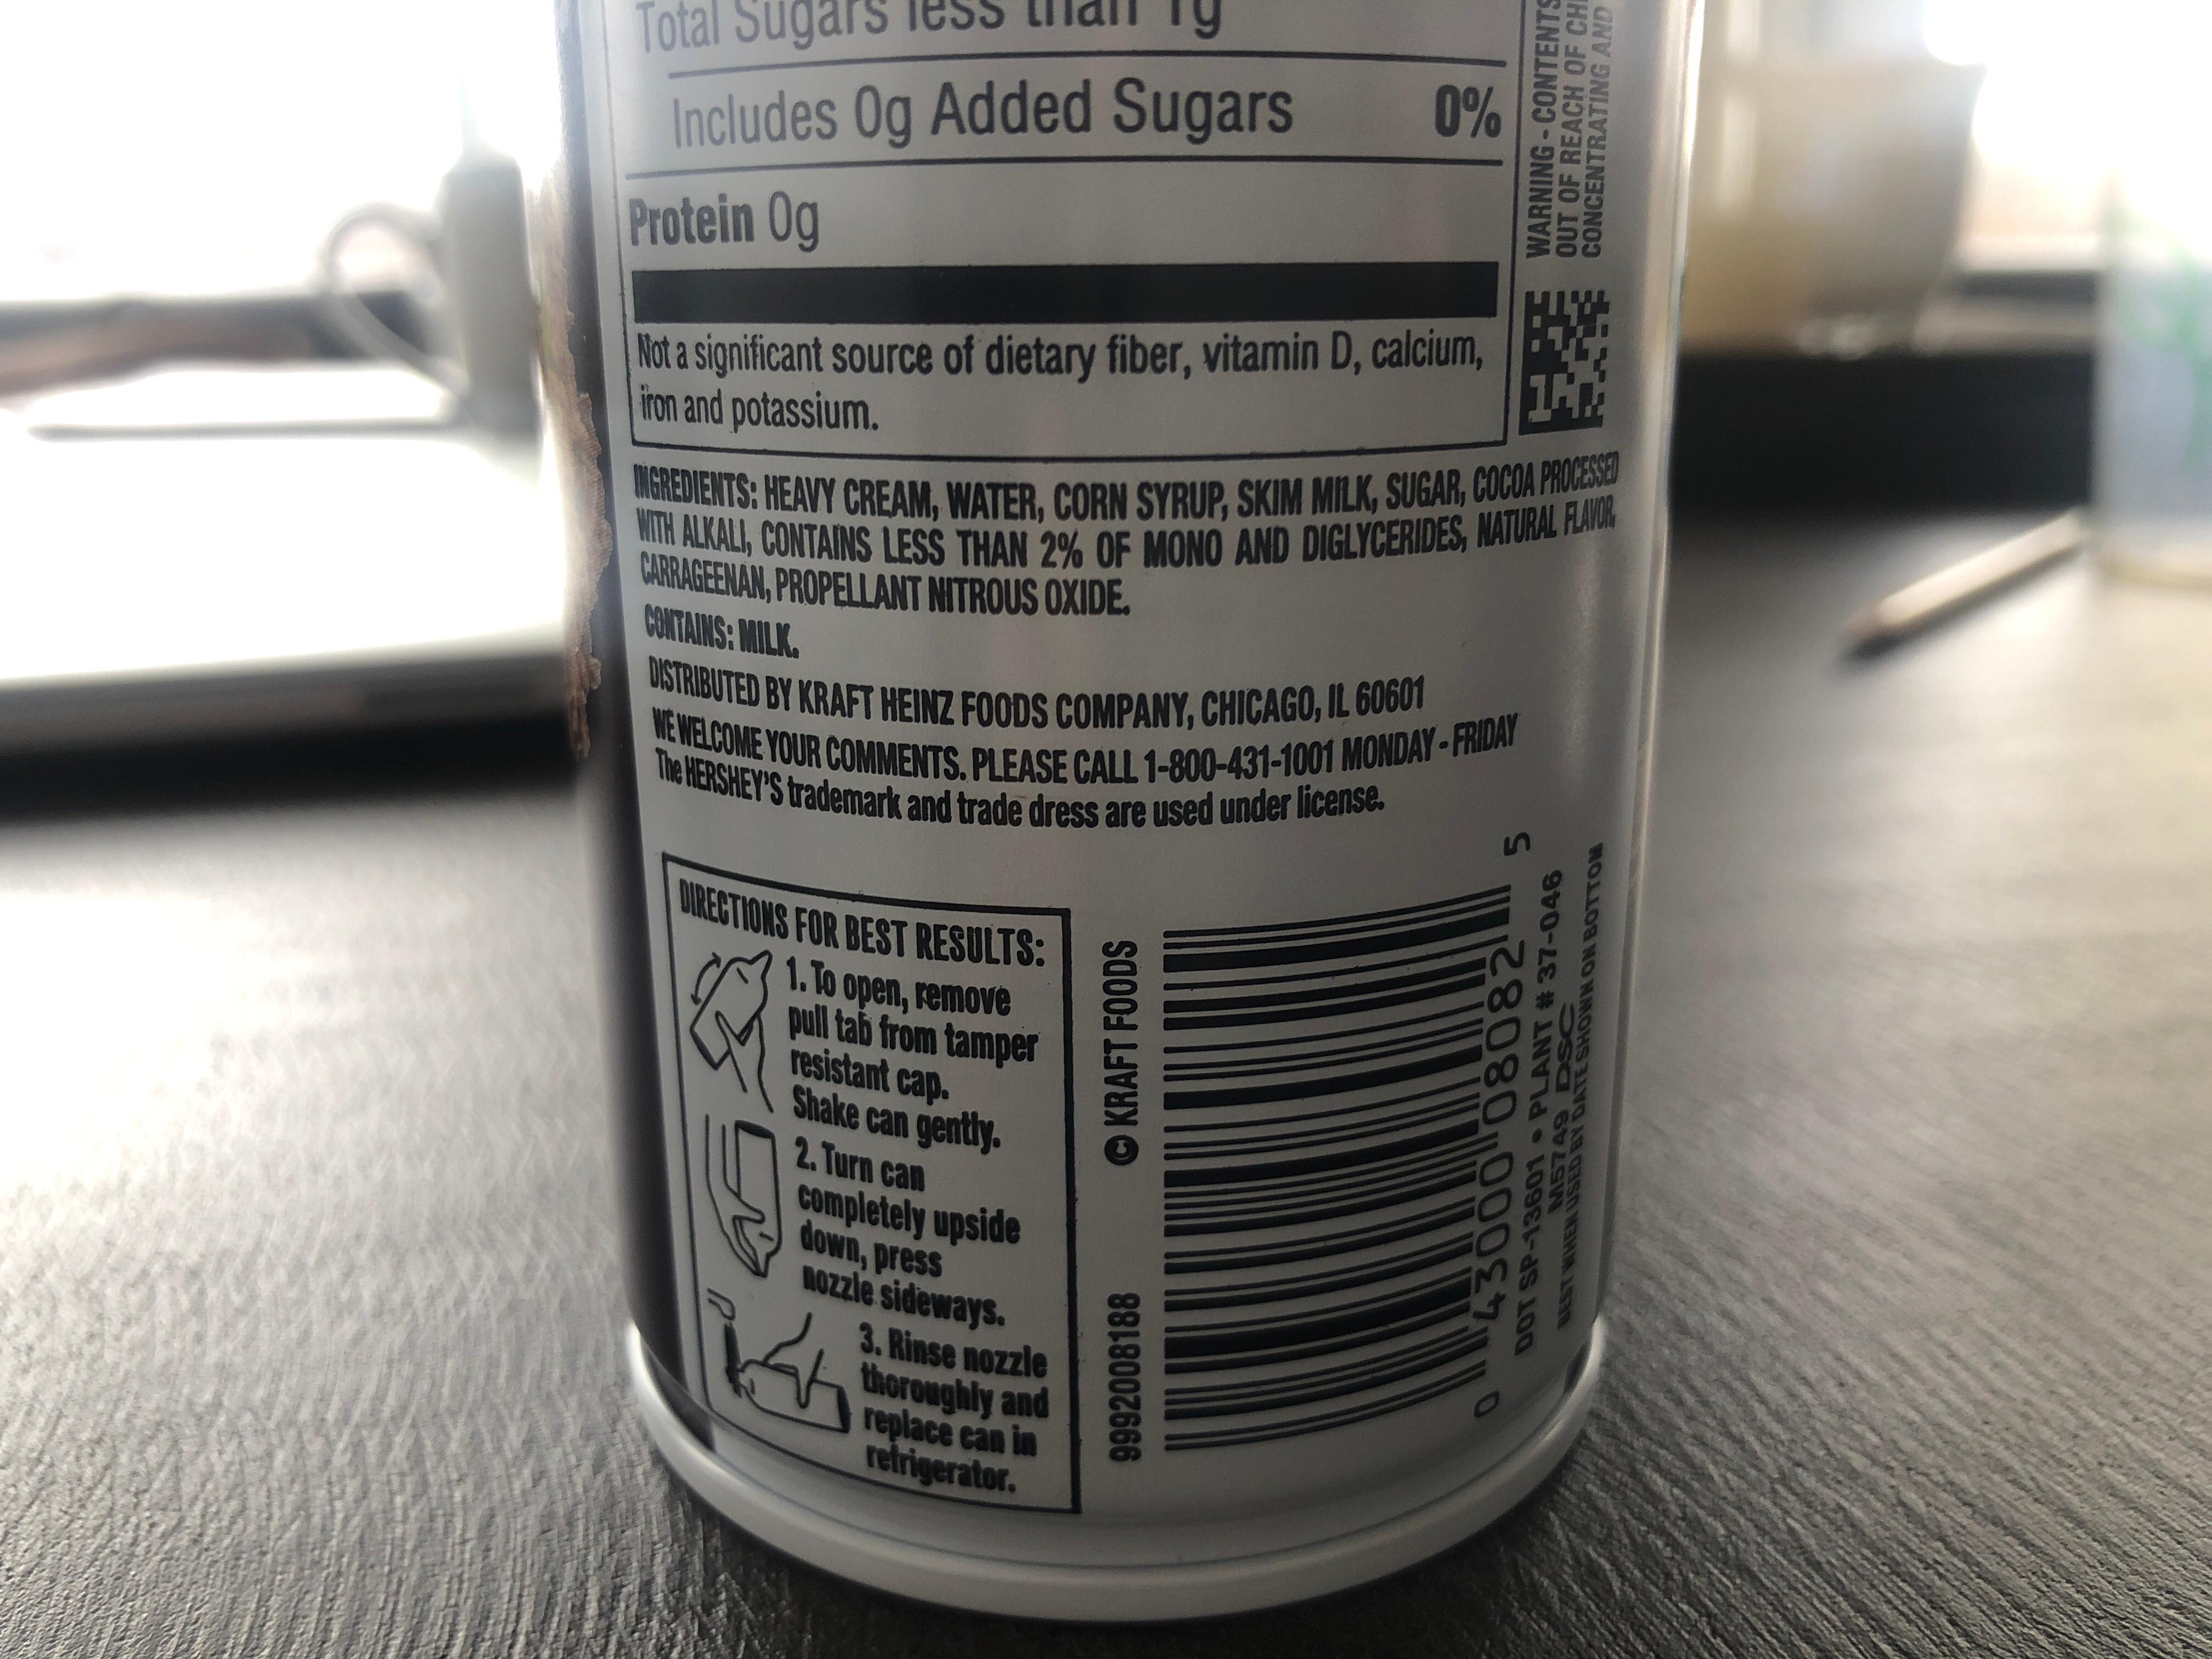 Total Sugars less than 1g
Includes 0g Added Sugars 0%
Protein 0g
Not a significant source of dietary fiber, vitamin D, calcium,
iron and potassium.
WARNING - CONTENTS
OUT OF REACH OF
CONCENTRATING AND
INGREDIENTS: HEAVY CREAM, WATER, CORN SYRUP, SKIM MILK, SUGAR, COCOA PROCESSED
WITH ALKALI, CONTAINS LESS THAN 2% OF MONO AND DIGLYCERIDES, NATURAL FLAVOR,
CARRAGEENAN, PROPELLANT NITROUS OXIDE.
CONTAINS: MILK.
DISTRIBUTED BY KRAFT HEINZ FOODS COMPANY, CHICAGO, IL 60601
WE WELCOME YOUR COMMENTS. PLEASE CALL 1-800-431-1001 MONDAY - FRIDAY
The HERSHEY'S trademark and trade dress are used under license.
DIRECTIONS FOR BEST RESULTS:
1. To open, remove
pull tab from tamper
resistant cap.
Shake can gently.
2. Turn can
completely upside
down, press
nozzle sideways.
3. Rinse nozzle
thoroughly and
replace can in
refrigerator.
9992008188 © KRAFT FOODS
0 43000 08082 5
DOT SP-13601 • PLANT # 37-046
M5749 DSC
BEST WHEN USED BY DATE SHOWN ON BOTTOM